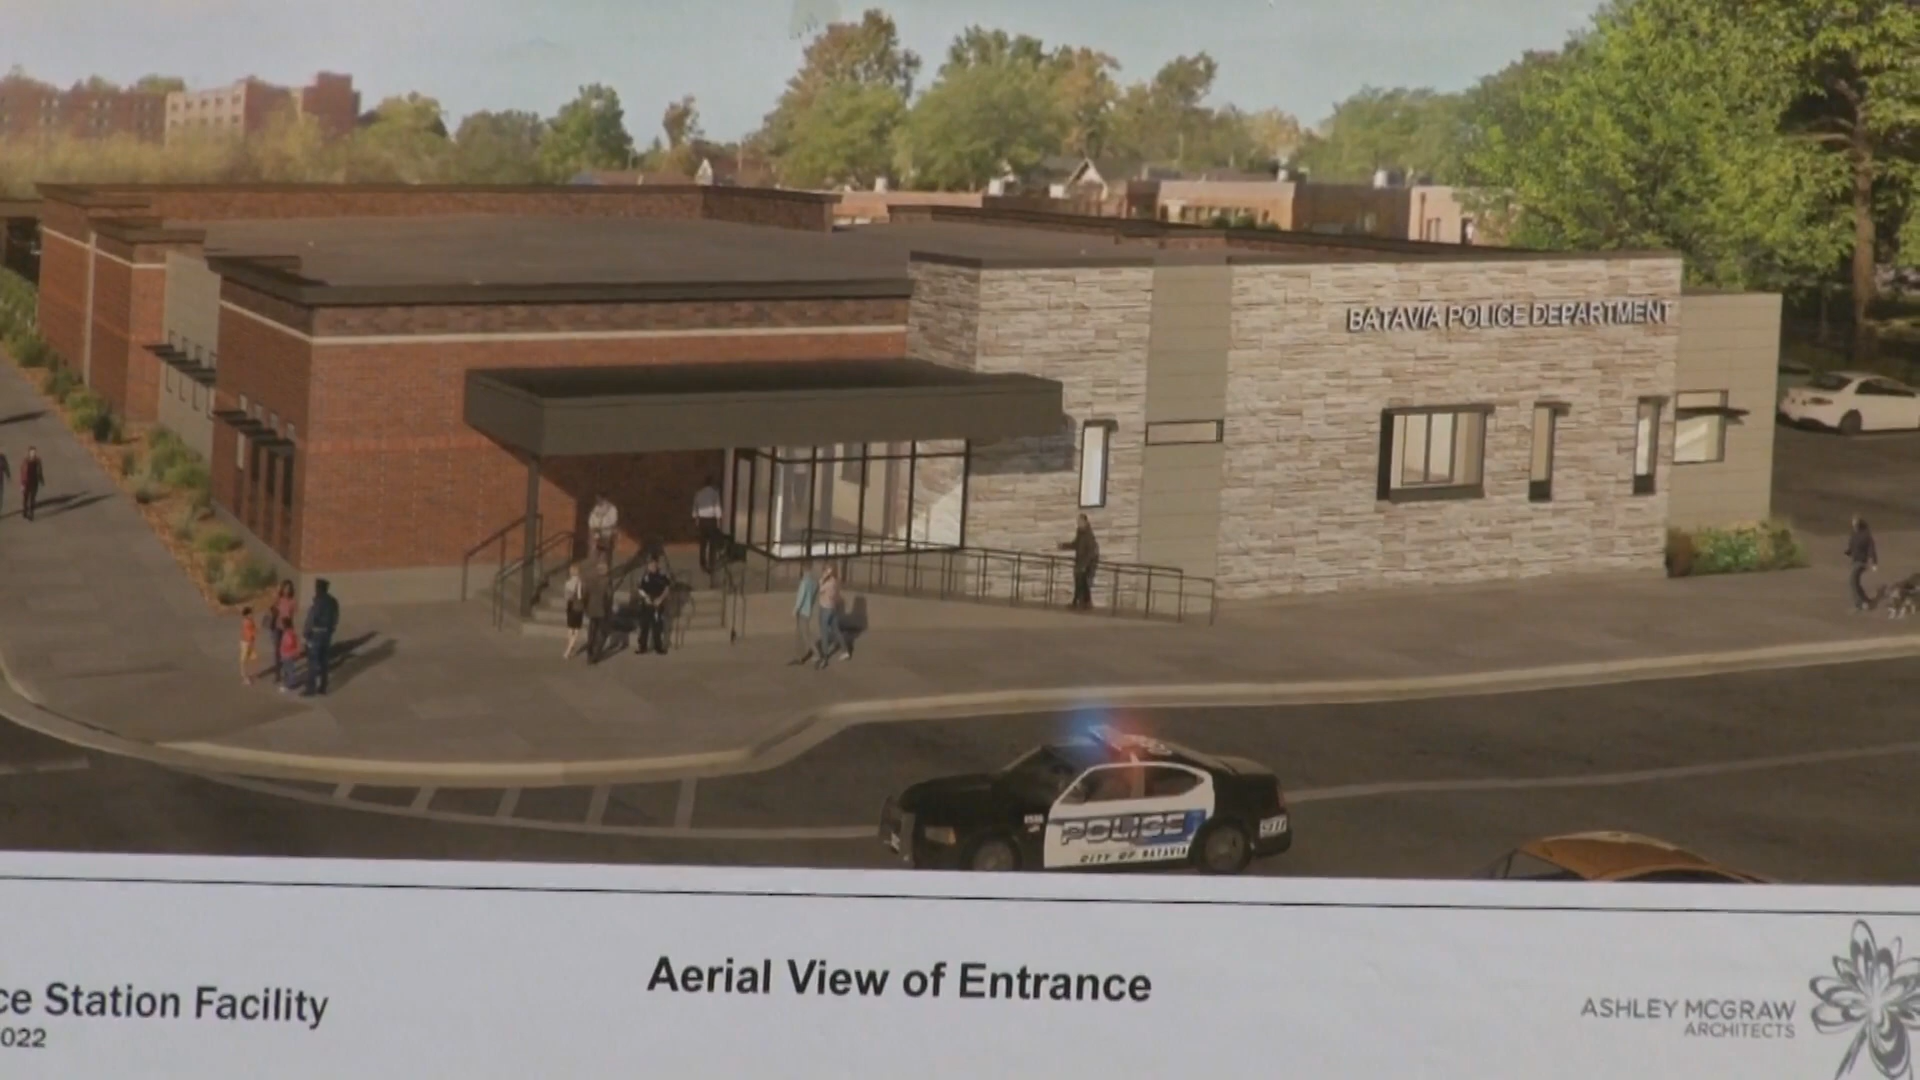 BATAVIA POLICE DEPARTMENT
POLICE
CITY OF BATAVIA
Aerial View of Entrance
ce Station Facility
022
ASHLEY MCGRAW
ARCHITECTS